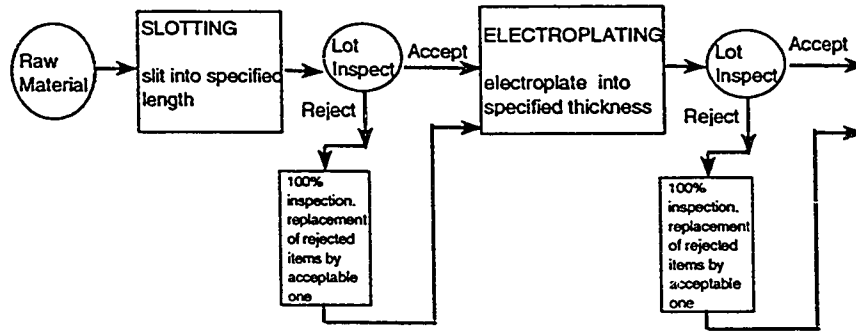 Raw
Material
SLOTTING
slit into specified
length
Lot
Inspect
Accept
Reject
100%
inspection,
replacement
of rejected
items by
acceptable
one
ELECTROPLATING
electroplate into
specified thickness
Lot
Inspect
Accept
Reject
100%
inspection,
replacement
of rejected
items by
acceptable
one